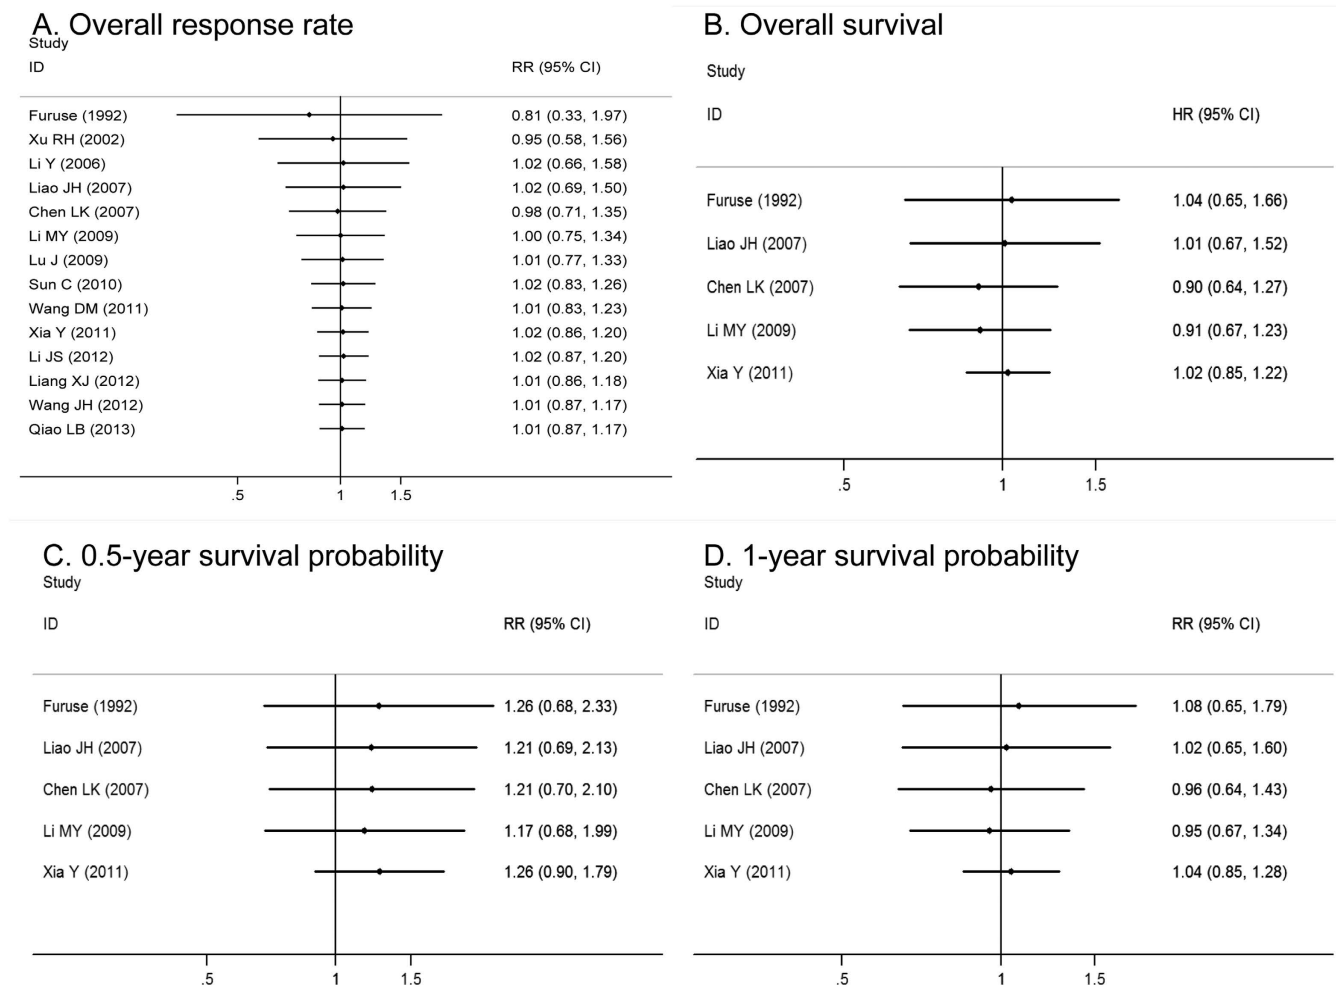 A. Overall response rate
Study
ID RR (95% CI)
Furuse (1992) 0.81 (0.33, 1.97)
Xu RH (2002) 0.95 (0.58, 1.56)
Li Y (2006) 1.02 (0.66, 1.58)
Liao JH (2007) 1.02 (0.69, 1.50)
Chen LK (2007) 0.98 (0.71, 1.35)
Li MY (2009) 1.00 (0.75, 1.34)
Lu J (2009) 1.01 (0.77, 1.33)
Sun C (2010) 1.02 (0.83, 1.26)
Wang DM (2011) 1.01 (0.83, 1.23)
Xia Y (2011) 1.02 (0.86, 1.20)
Li JS (2012) 1.02 (0.87, 1.20)
Liang XJ (2012) 1.01 (0.86, 1.18)
Wang JH (2012) 1.01 (0.87, 1.17)
Qiao LB (2013) 1.01 (0.87, 1.17)
.5 1 1.5
B. Overall survival
Study
ID HR (95% CI)
Furuse (1992) 1.04 (0.65, 1.66)
Liao JH (2007) 1.01 (0.67, 1.52)
Chen LK (2007) 0.90 (0.64, 1.27)
Li MY (2009) 0.91 (0.67, 1.23)
Xia Y (2011) 1.02 (0.85, 1.22)
.5 1 1.5
C. 0.5-year survival probability
Study
ID RR (95% CI)
Furuse (1992) 1.26 (0.68, 2.33)
Liao JH (2007) 1.21 (0.69, 2.13)
Chen LK (2007) 1.21 (0.70, 2.10)
Li MY (2009) 1.17 (0.68, 1.99)
Xia Y (2011) 1.26 (0.90, 1.79)
.5 1 1.5
D. 1-year survival probability
Study
ID RR (95% CI)
Furuse (1992) 1.08 (0.65, 1.79)
Liao JH (2007) 1.02 (0.65, 1.60)
Chen LK (2007) 0.96 (0.64, 1.43)
Li MY (2009) 0.95 (0.67, 1.34)
Xia Y (2011) 1.04 (0.85, 1.28)
.5 1 1.5